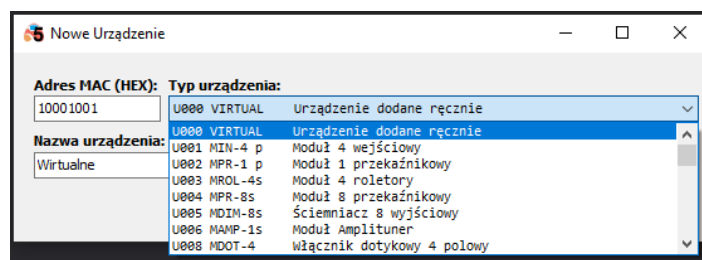 Nowe Urządzenie
Adres MAC (HEX): Typ urządzenia:
10001001 U000 VIRTUAL Urządzenie dodane ręcznie
U000 VIRTUAL Urządzenie dodane ręcznie
Nazwa urządzenia: U001 MIN-4 p Moduł 4 wejściowy
U002 MPR-1 p Moduł 1 przekaźnikowy
Wirtualne U003 MROL-4s Moduł 4 roletory
U004 MPR-8s Moduł 8 przekaźnikowy
U005 MDIM-8s Ściemniacz 8 wyjściowy
U006 MAMP-1s Moduł Amplituner
U008 MDOT-4 Włącznik dotykowy 4 polowy